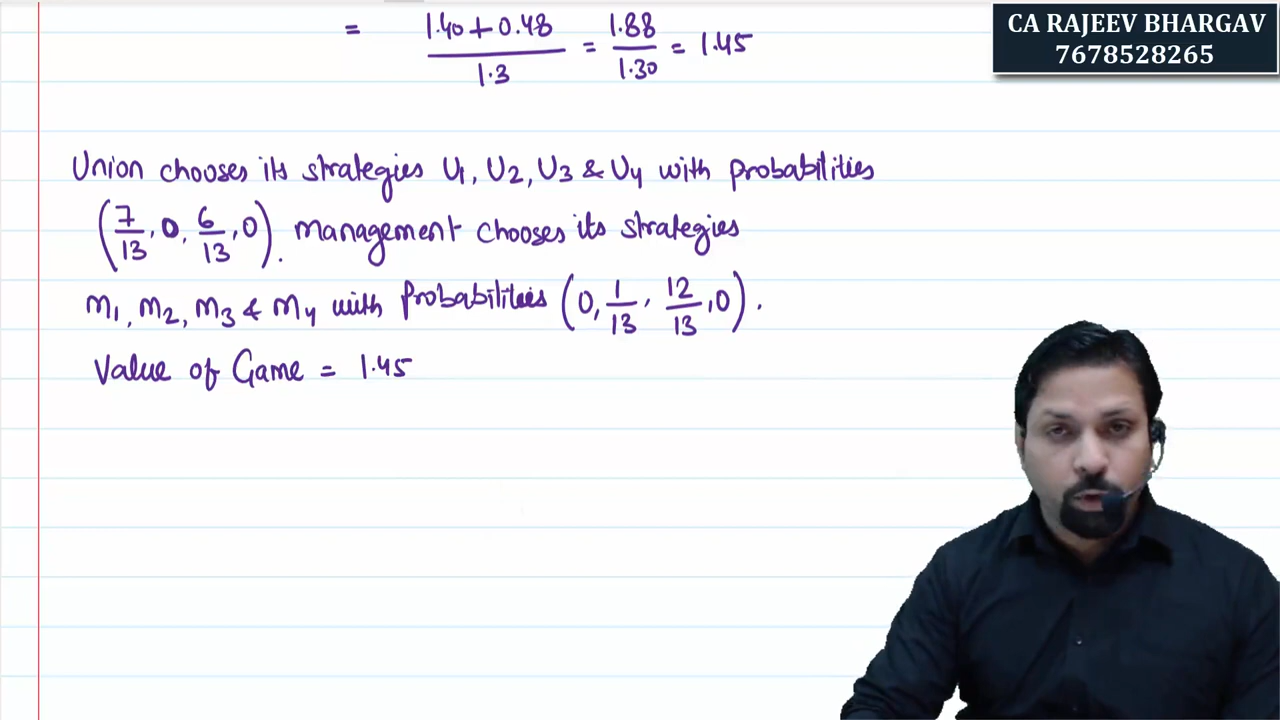 CA RAJEEV BHARGAV
7678528265
= (1.40 + 0.48)/1.3 = 1.88/1.30 = 1.45
Union chooses its strategies U1, U2, U3 & U4 with probabilities
(7/13, 0, 6/13, 0). management chooses its strategies
m1, m2, m3 & m4 with Probabilities (0, 1/13, 12/13, 0).
Value of Game = 1.45